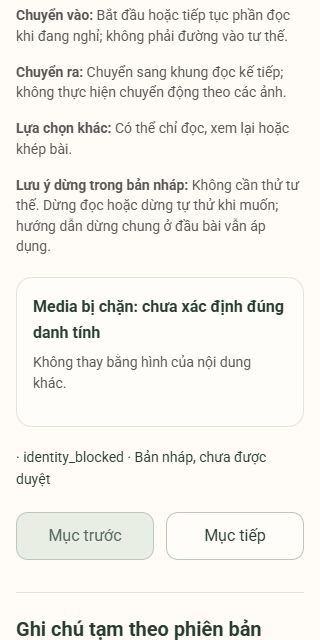 Chuyển vào: Bắt đầu hoặc tiếp tục phần đọc
khi đang nghỉ; không phải đường vào tư thế.
Chuyển ra: Chuyển sang khung đọc kế tiếp;
không thực hiện chuyển động theo các ảnh.
Lựa chọn khác: Có thể chỉ đọc, xem lại hoặc
khép bài.
Lưu ý dừng trong bản nháp: Không cần thử tư
thế. Dừng đọc hoặc dừng tự thử khi muốn;
hướng dẫn dừng chung ở đầu bài vẫn áp
dụng.
Media bị chặn: chưa xác định đúng
danh tính
Không thay bằng hình của nội dung
khác.
· identity_blocked · Bản nháp, chưa được
duyệt
Mục trước
Mục tiếp
Ghi chú tạm theo phiên bản